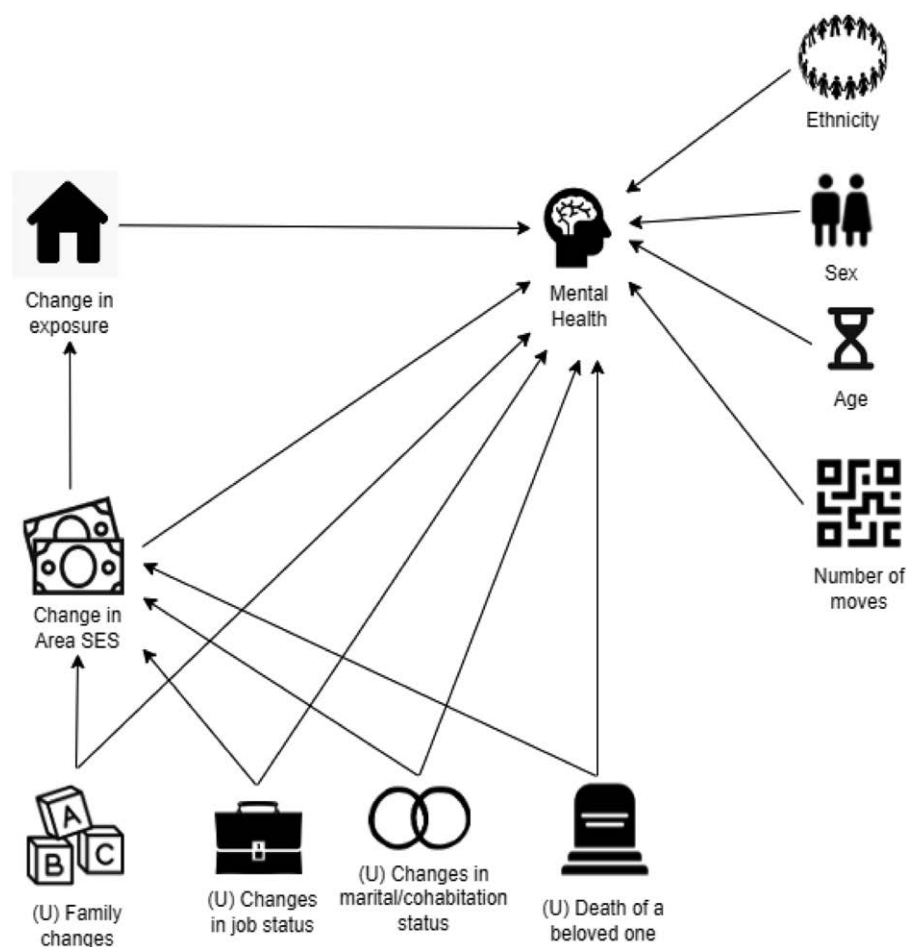 Ethnicity
Sex
Change in
exposure
Mental
Health
Age
Number of
moves
Change in
Area SES
A
B
C
(U) Family
changes
(U) Changes
in job status
(U) Changes in
marital/cohabitation
status
(U) Death of a
beloved one